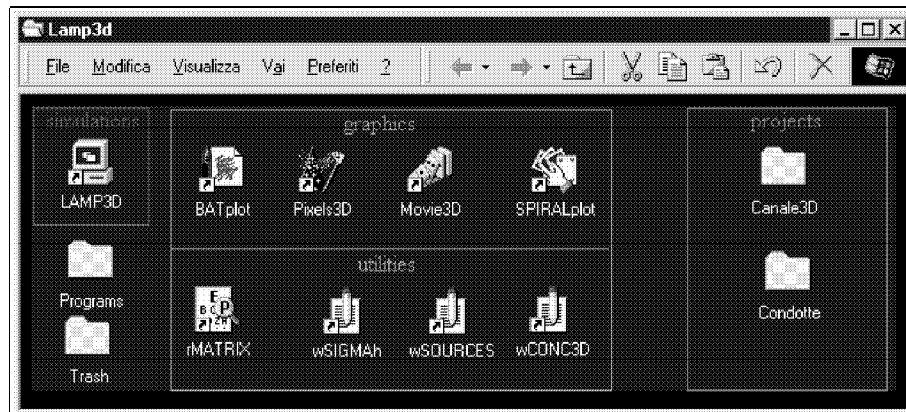 Lamp3d
File Modifica Visualizza Vai Preferiti ?
simulations graphics projects
LAMP3D BATplot Pixels3D Movie3D SPIRALplot Canale3D
utilities
Programs rMATRIX wSIGMAh wSOURCES wCONC3D Condotte
Trash